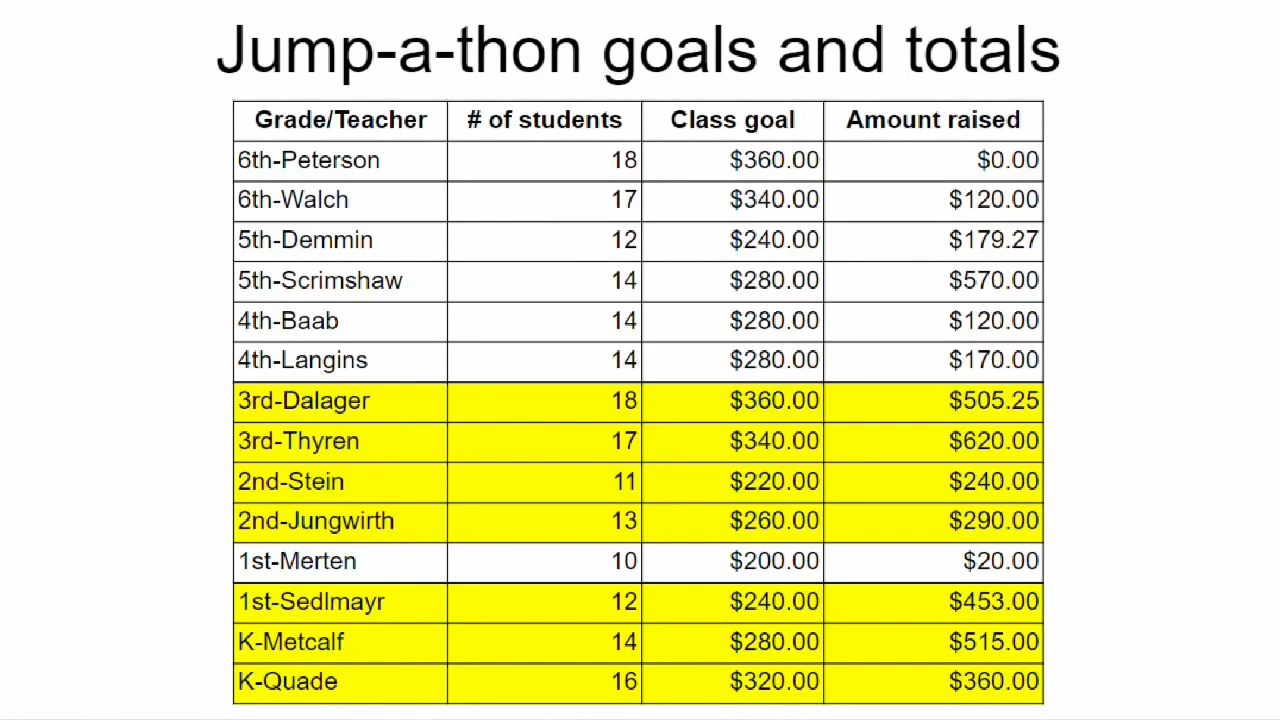 Jump-a-thon goals and totals
Grade/Teacher # of students Class goal Amount raised
6th-Peterson 18 $360.00 $0.00
6th-Walch 17 $340.00 $120.00
5th-Demmin 12 $240.00 $179.27
5th-Scrimshaw 14 $280.00 $570.00
4th-Baab 14 $280.00 $120.00
4th-Langins 14 $280.00 $170.00
3rd-Dalager 18 $360.00 $505.25
3rd-Thyren 17 $340.00 $620.00
2nd-Stein 11 $220.00 $240.00
2nd-Jungwirth 13 $260.00 $290.00
1st-Merten 10 $200.00 $20.00
1st-Sedlmayr 12 $240.00 $453.00
K-Metcalf 14 $280.00 $515.00
K-Quade 16 $320.00 $360.00